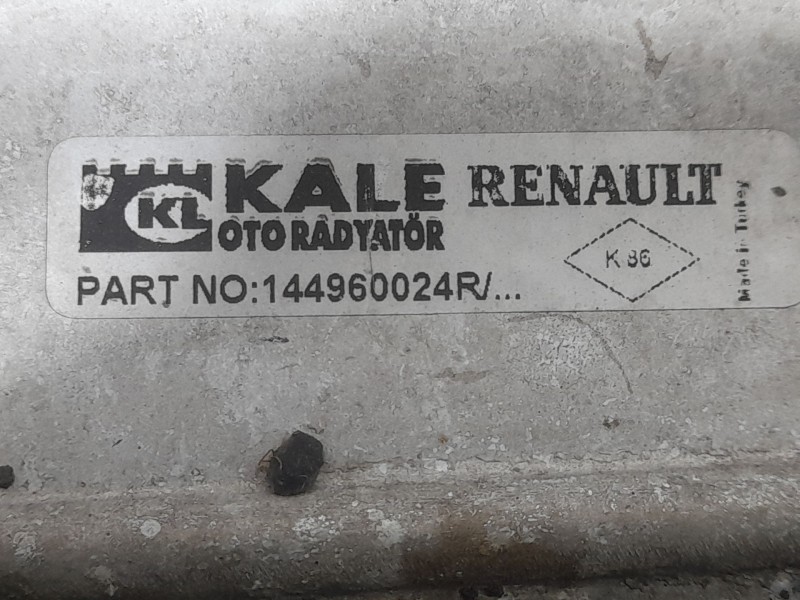 KL KALE RENAULT
OTO RADYATÖR
K 86
PART NO:144960024R/...
Made in Turkey